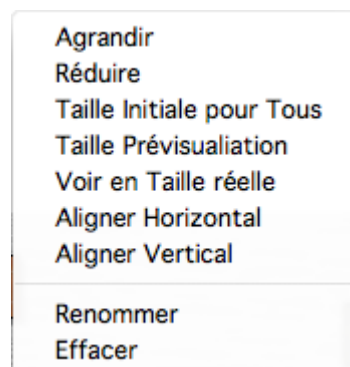 Agrandir
Réduire
Taille Initiale pour Tous
Taille Prévisualiation
Voir en Taille réelle
Aligner Horizontal
Aligner Vertical
Renommer
Effacer